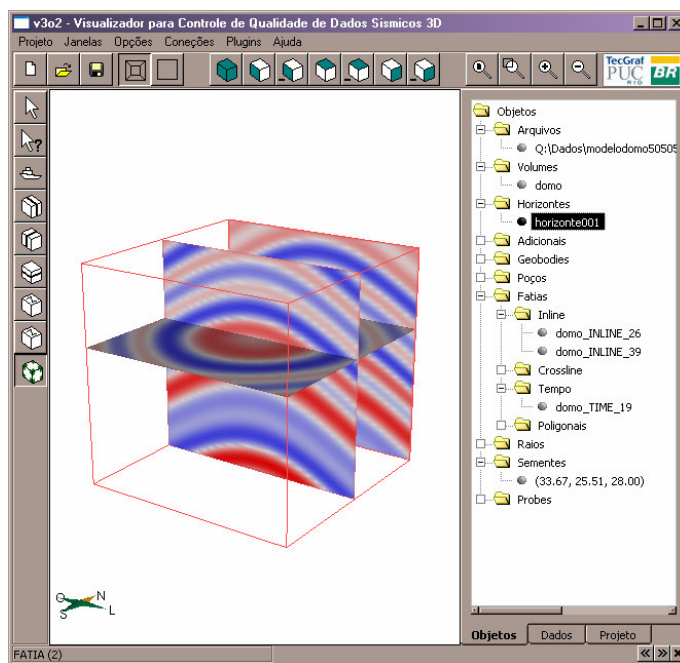 v3o2 - Visualizador para Controle de Qualidade de Dados Sísmicos 3D
Projeto Janelas Opções Coneções Plugins Ajuda
TecGraf
PUC
RIO
BR
?
Objetos
Arquivos
Q:\Dados\modelodomo50505
Volumes
domo
Horizontes
horizonte001
Adicionais
Geobodies
Poços
Fatias
Inline
domo_INLINE_26
domo_INLINE_39
Crossline
Tempo
domo_TIME_19
Poligonais
Raios
Sementes
(33.67, 25.51, 28.00)
Probes
O N
S L
Objetos Dados Projeto
FATIA (2)